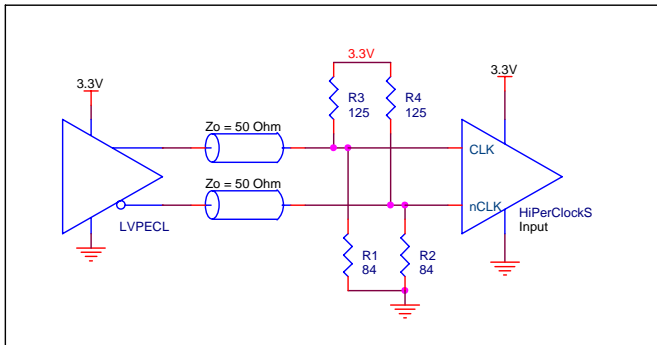 3.3V
3.3V
3.3V
R3
125
R4
125
Zo = 50 Ohm
CLK
Zo = 50 Ohm
nCLK
LVPECL
HiPerClockS
Input
R1
84
R2
84